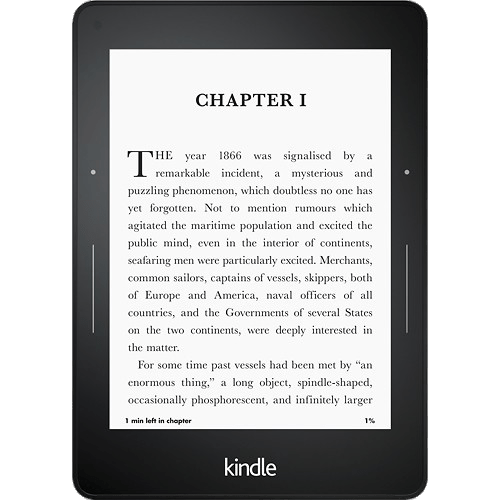 CHAPTER I
THE year 1866 was signalised by a
remarkable incident, a mysterious and
puzzling phenomenon, which doubtless no one has
yet forgotten. Not to mention rumours which
agitated the maritime population and excited the
public mind, even in the interior of continents,
seafaring men were particularly excited. Merchants,
common sailors, captains of vessels, skippers, both
of Europe and America, naval officers of all
countries, and the Governments of several States
on the two continents, were deeply interested in
the matter.
For some time past vessels had been met by “an
enormous thing,” a long object, spindle-shaped,
occasionally phosphorescent, and infinitely larger
1 min left in chapter 1%
kindle